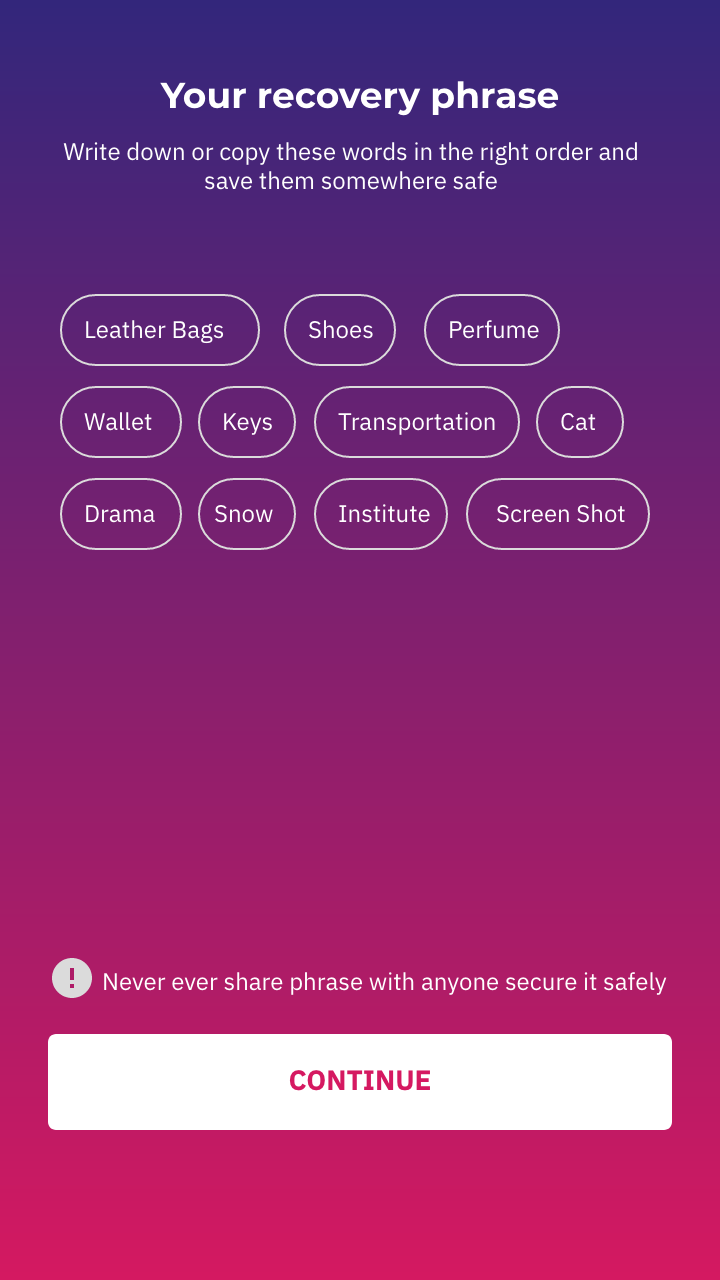 Your recovery phrase
Write down or copy these words in the right order and
save them somewhere safe
Leather Bags Shoes Perfume
Wallet Keys Transportation Cat
Drama Snow Institute Screen Shot
! Never ever share phrase with anyone secure it safely
CONTINUE